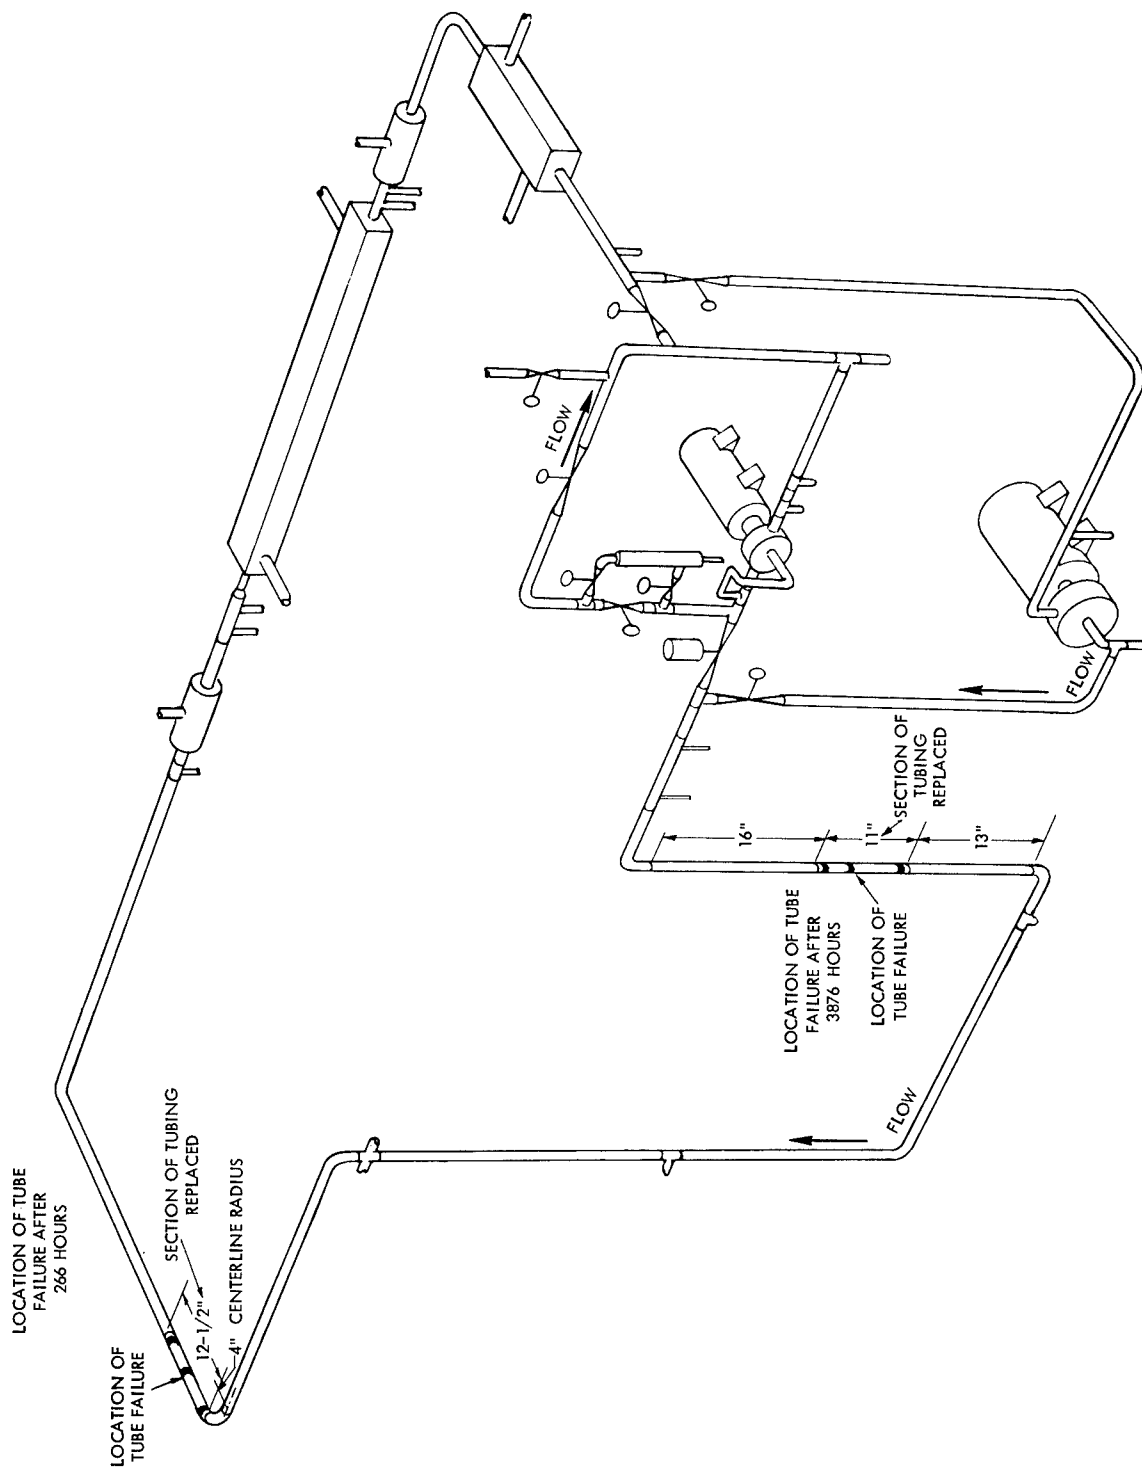 LOCATION OF TUBE
FAILURE AFTER
266 HOURS
LOCATION OF
TUBE FAILURE
SECTION OF TUBING
REPLACED
12-1/2"
4" CENTERLINE RADIUS
FLOW
FLOW
LOCATION OF TUBE
FAILURE AFTER
3876 HOURS
LOCATION OF
TUBE FAILURE
16"
11"
13"
SECTION OF
TUBING
REPLACED
FLOW